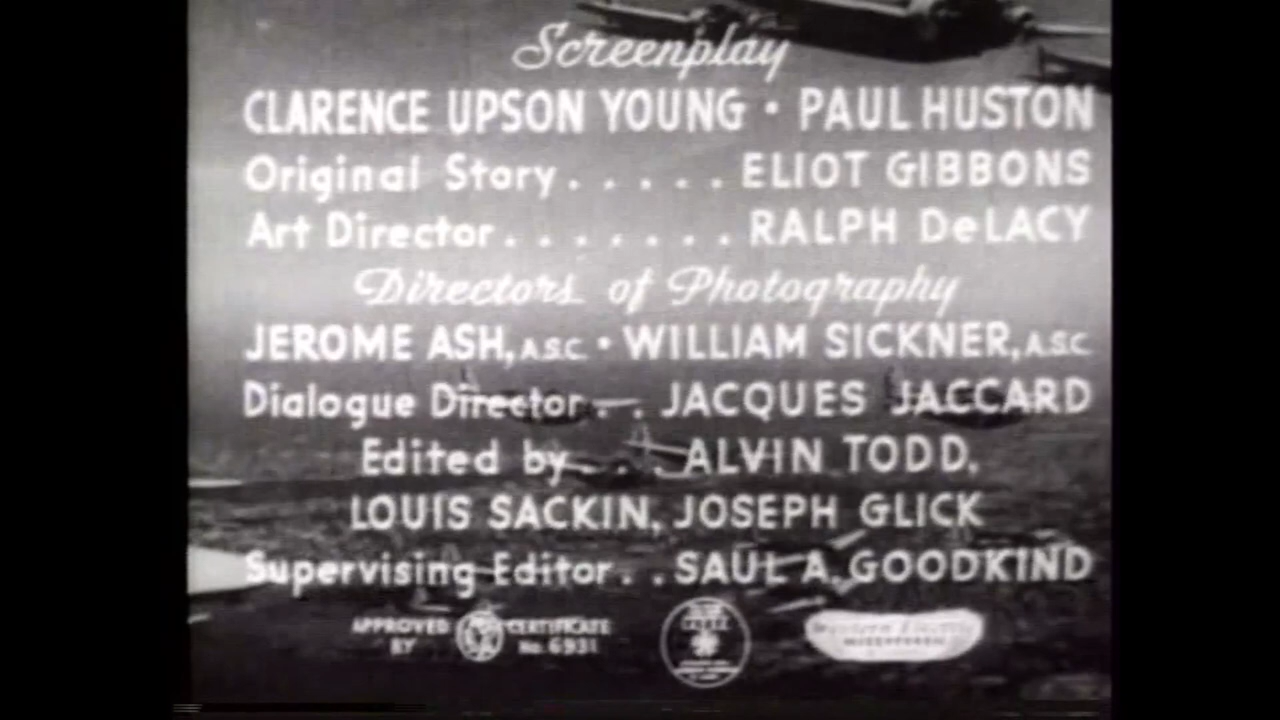 Screenplay
CLARENCE UPSON YOUNG • PAUL HUSTON
Original Story . . . . . ELIOT GIBBONS
Art Director . . . . . . . RALPH DeLACY
Directors of Photography
JEROME ASH, A.S.C. • WILLIAM SICKNER, A.S.C.
Dialogue Director . . . JACQUES JACCARD
Edited by . . . ALVIN TODD,
LOUIS SACKIN, JOSEPH GLICK
Supervising Editor . . SAUL A. GOODKIND
APPROVED BY CERTIFICATE No. 6931
Western Electric